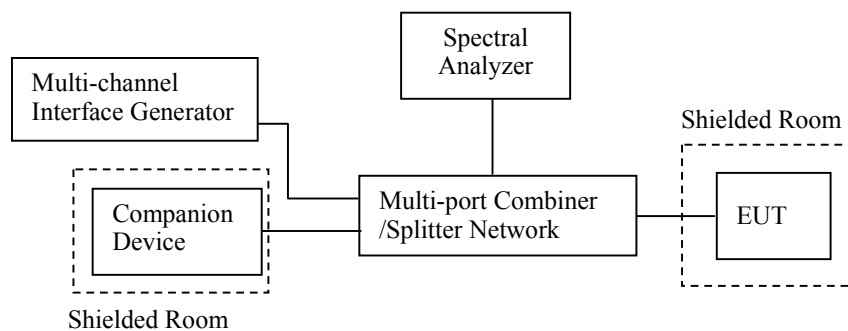 Spectral
Analyzer
Multi-channel
Interface Generator
Shielded Room
Companion
Device
Multi-port Combiner
/Splitter Network
EUT
Shielded Room